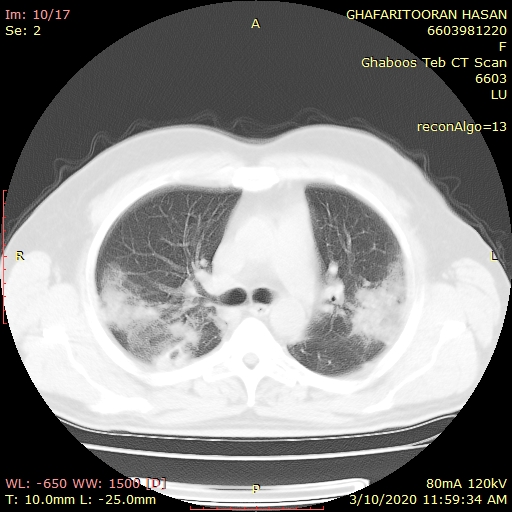 Im: 10/17
Se: 2
A
GHAFARITOORAN HASAN
6603981220
F
Ghaboos Teb CT Scan
6603
LU
reconAlgo=13
R
L
WL: -650 WW: 1500 [D]
T: 10.0mm L: -25.0mm
P
80mA 120kV
3/10/2020 11:59:34 AM